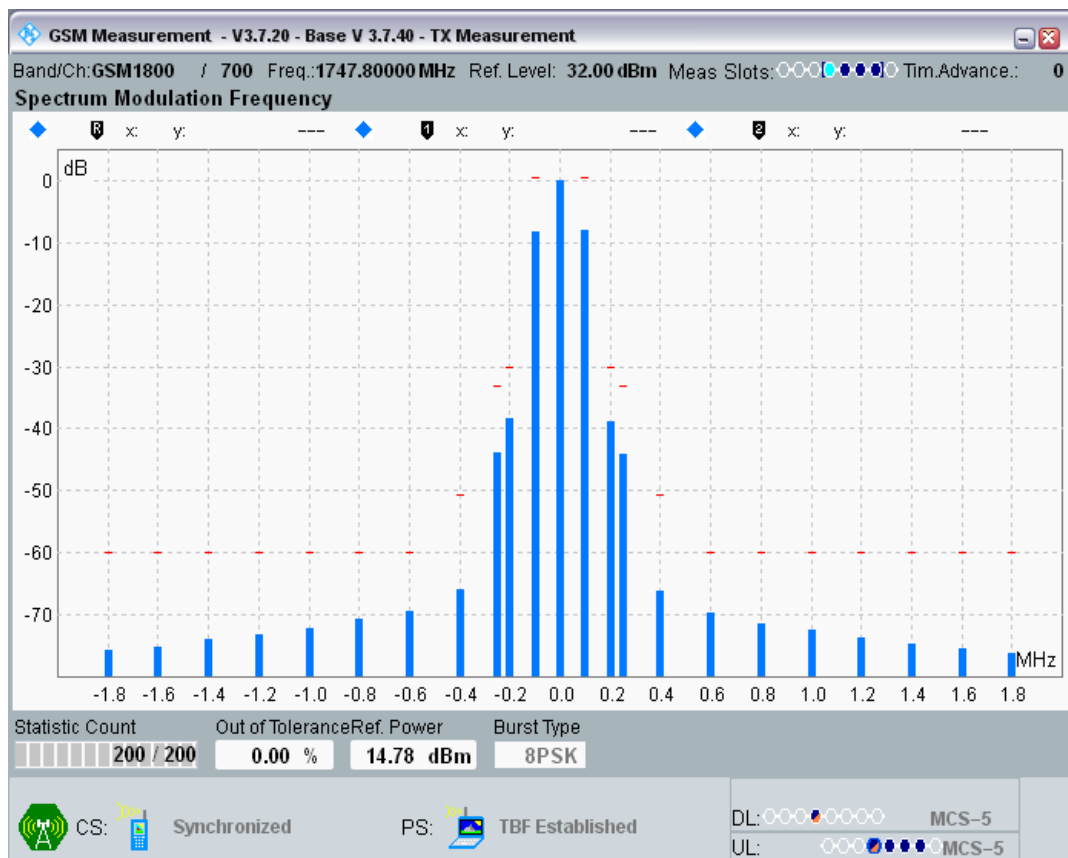 GSM Measurement - V3.7.20 - Base V 3.7.40 - TX Measurement
Band/Ch:GSM1800 / 700 Freq.:1747.80000 MHz Ref. Level: 32.00 dBm Meas Slots: Tim.Advance.: 0
Spectrum Modulation Frequency
R x: y: --- 1 x: y: --- 2 x: y: ---
dB
0
-10
-20
-30
-40
-50
-60
-70
MHz
-1.8 -1.6 -1.4 -1.2 -1.0 -0.8 -0.6 -0.4 -0.2 0.0 0.2 0.4 0.6 0.8 1.0 1.2 1.4 1.6 1.8
Statistic Count Out of Tolerance Ref. Power Burst Type
200 / 200 0.00 % 14.78 dBm 8PSK
CS: Synchronized PS: TBF Established
DL: MCS-5
UL: MCS-5